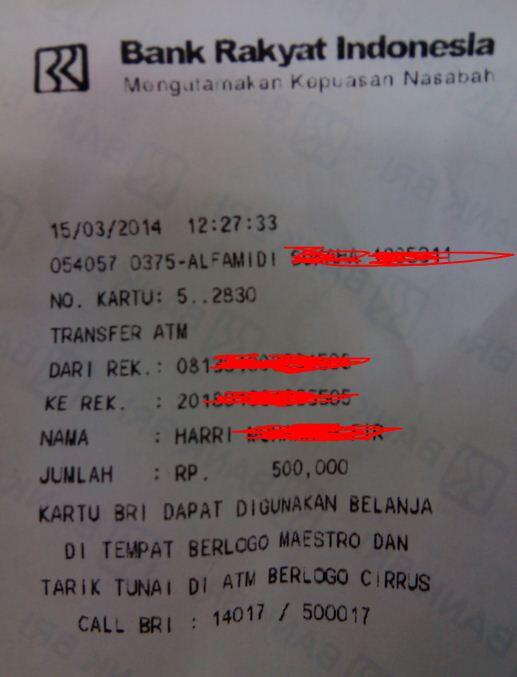 Bank Rakyat Indonesia
Mengutamakan Kepuasan Nasabah
15/03/2014 12:27:33
054057 0375-ALFAMIDI
NO. KARTU: 5..2830
TRANSFER ATM
DARI REK.: 081
KE REK. : 201
NAMA : HARRI
JUMLAH : RP. 500,000
KARTU BRI DAPAT DIGUNAKAN BELANJA
DI TEMPAT BERLOGO MAESTRO DAN
TARIK TUNAI DI ATM BERLOGO CIRRUS
CALL BRI : 14017 / 500017